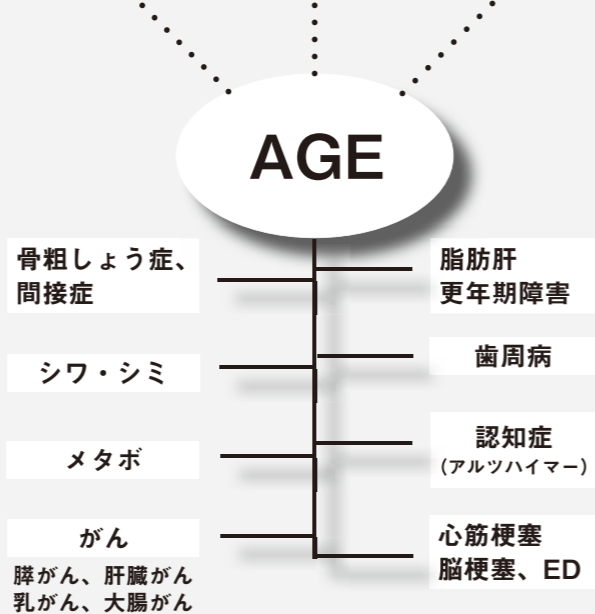 AGE
骨粗しょう症、
間接症
シワ・シミ
メタボ
がん
膵がん、肝臓がん
乳がん、大腸がん
脂肪肝
更年期障害
歯周病
認知症
(アルツハイマー)
心筋梗塞
脳梗塞、ED